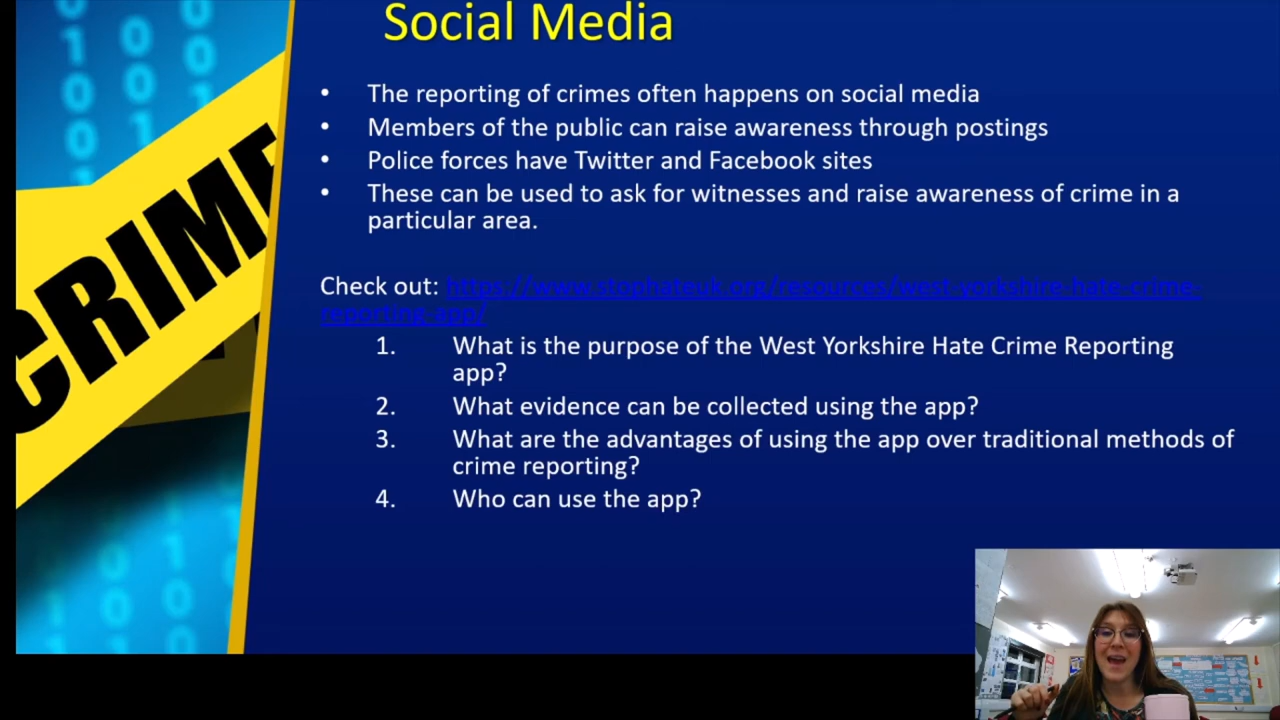 Social Media
• The reporting of crimes often happens on social media
• Members of the public can raise awareness through postings
• Police forces have Twitter and Facebook sites
• These can be used to ask for witnesses and raise awareness of crime in a
particular area.
Check out: https://www.stophateuk.org/resources/west-yorkshire-hate-crime-
reporting-app/
1. What is the purpose of the West Yorkshire Hate Crime Reporting
app?
2. What evidence can be collected using the app?
3. What are the advantages of using the app over traditional methods of
crime reporting?
4. Who can use the app?
CRIME